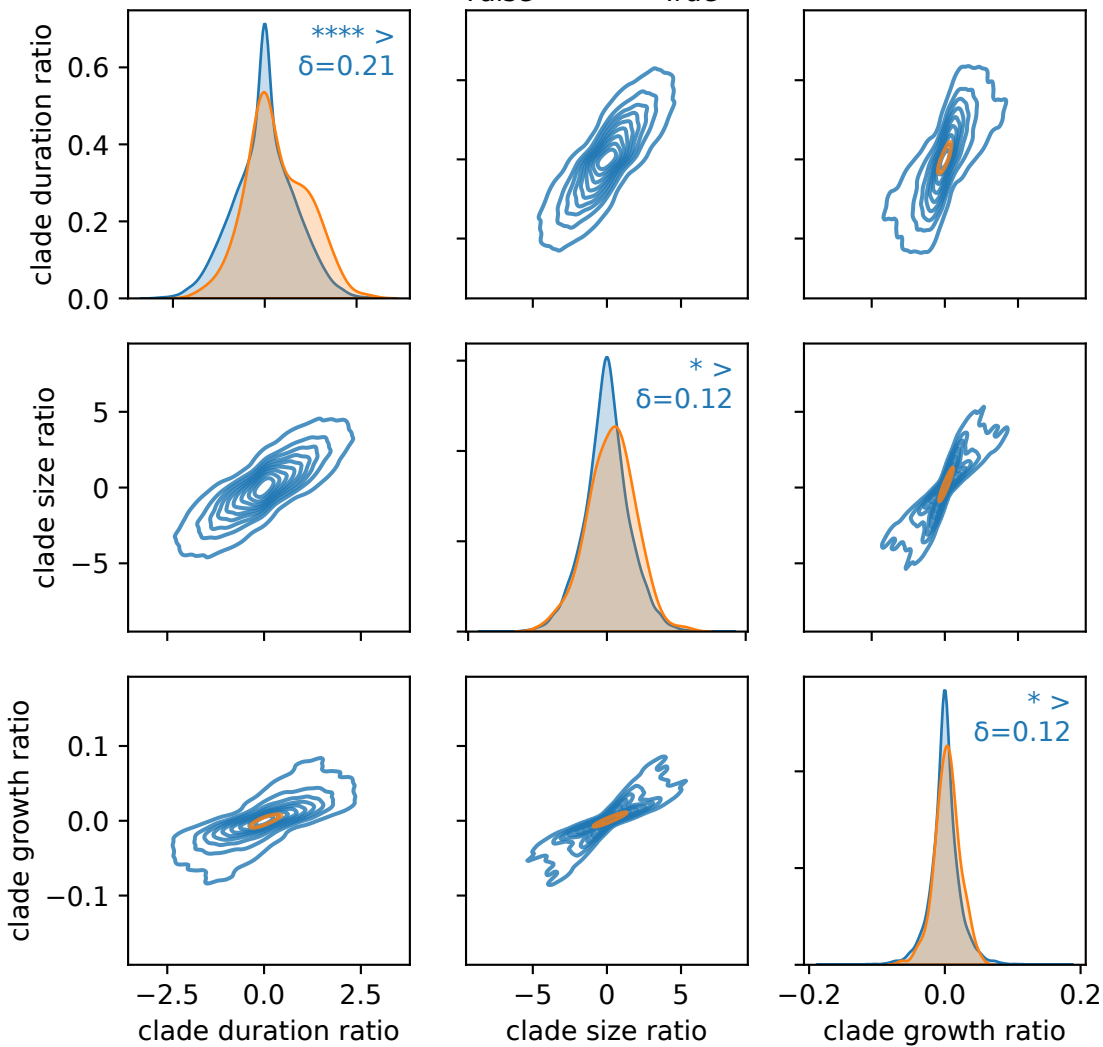 clade duration ratio
0.6
0.4
0.2
0.0
**** >
δ=0.21
clade size ratio
5
0
−5
* >
δ=0.12
clade growth ratio
0.1
0.0
−0.1
* >
δ=0.12
−2.5 0.0 2.5
−5 0 5
−0.2 0.0 0.2
clade duration ratio
clade size ratio
clade growth ratio